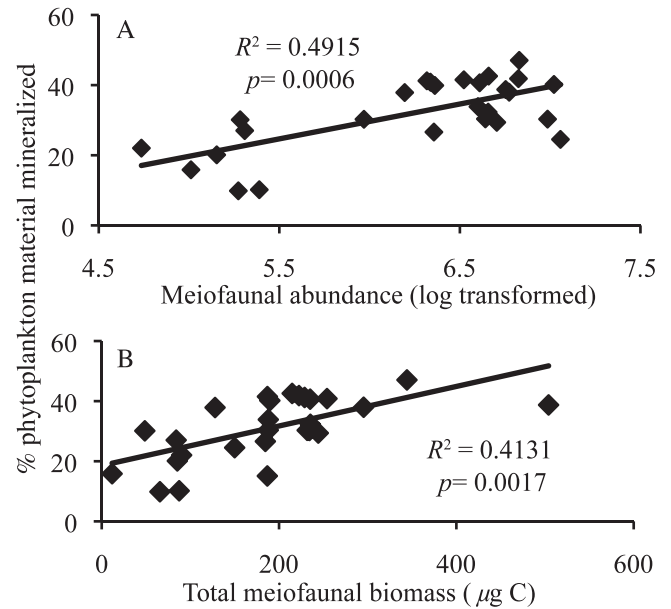 60
A
R² = 0.4915
p= 0.0006
40
20
0
4.5 5.5 6.5 7.5
Meiofaunal abundance (log transformed)
% phytoplankton material mineralized
60
B
40
R² = 0.4131
p= 0.0017
20
0
0 200 400 600
Total meiofaunal biomass ( μg C)